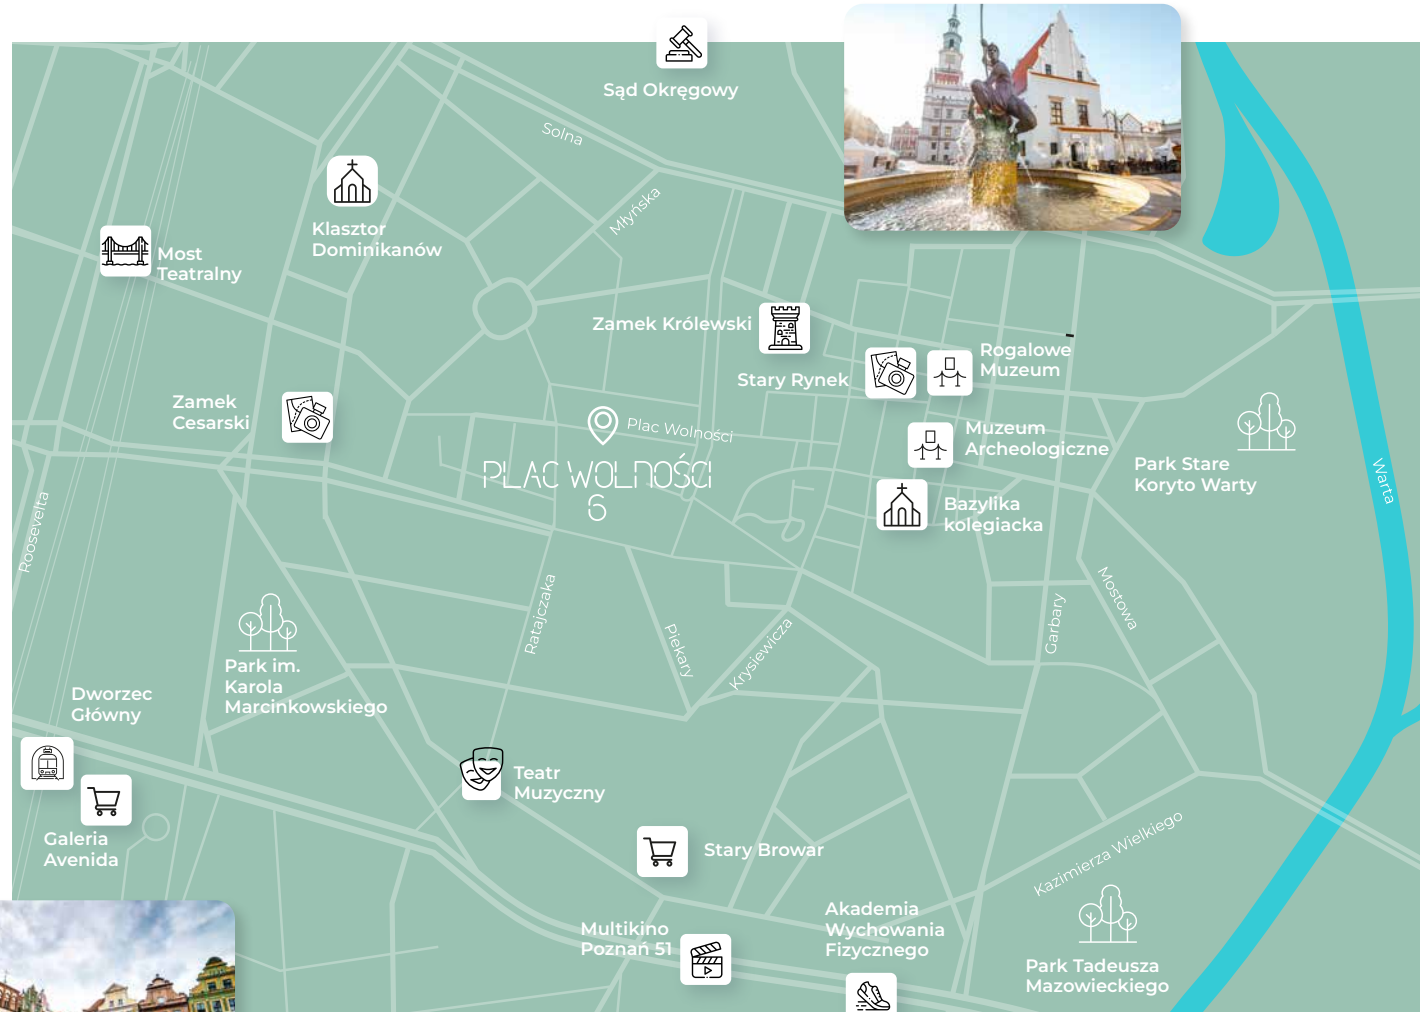 Sąd Okręgowy
Solna
Młyńska
Klasztor
Dominikanów
Most
Teatralny
Zamek Królewski
Stary Rynek
Rogalowe
Muzeum
Zamek
Cesarski
Plac Wolności
PLAC WOLNOŚCI
6
Muzeum
Archeologiczne
Park Stare
Koryto Warty
Warta
Bazylika
kolegiacka
Roosevelta
Ratajczaka
Piekary
Krysiewicza
Garbary
Mostowa
Park im.
Karola
Marcinkowskiego
Dworzec
Główny
Teatr
Muzyczny
Galeria
Avenida
Stary Browar
Kazimierza Wielkiego
Multikino
Poznań 51
Akademia
Wychowania
Fizycznego
Park Tadeusza
Mazowieckiego